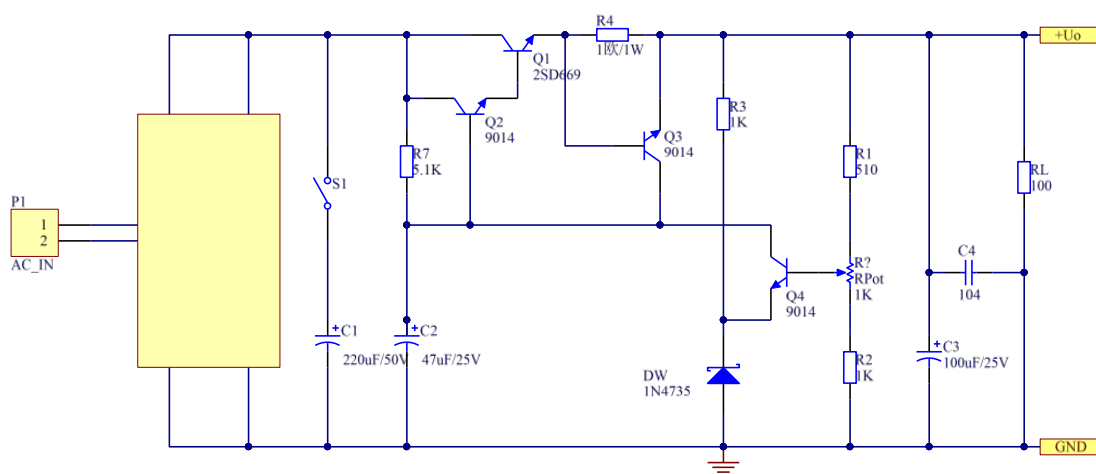 R4
1欧/1W
+Uo
Q1
2SD669
Q2
9014
R3
1K
Q3
9014
R7
5.1K
R1
510
S1
RL
100
P1
1
2
AC_IN
C4
104
R?
RPot
1K
Q4
9014
C1
220uF/50V
C2
47uF/25V
C3
100uF/25V
R2
1K
DW
1N4735
GND